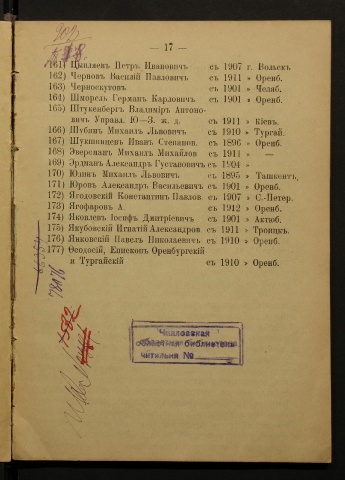 — 17 —
161) Цыпляевъ Петръ Ивановичъ съ 1907 г. Вольск
162) Черновъ Василій Павловичъ съ 1911 » Оренб.
163) Черноскутовъ съ 1901 » Челяб.
164) Шморель Германъ Карловичъ съ 1901 » Оренб.
165) Штукенбергъ Владиміръ Антоно-
вичъ Управл. Ю—З. ж. д. съ 1911 » Кіевъ.
166) Шубинъ Михаилъ Львовичъ съ 1910 » Тургай.
167) Шукшинцевъ Иванъ Степанов. съ 1896 » Оренб.
168) Эверсманъ Михаилъ Михайлов съ 1911 » —
169) Эрдманъ Александръ Густавовичъ съ 1904 » —
170) Юдинъ Михаилъ Львовичъ съ 1895 » Ташкентъ,
171) Юровъ Александръ Васильевичъ съ 1901 » Оренб.
172) Ягодовскій Константинъ Павлов съ 1907 » С.-Петер.
173) Ягофаровъ А. съ 1912 » Оренб.
174) Яковлевъ Іосифъ Дмитріевичъ съ 1901 » Актюб.
175) Якубовскій Игнатій Александров съ 1911 » Троицкъ.
176) Янковскій Павелъ Николаевичъ съ 1910 » Оренб.
177) Ѳеодосій, Епископъ Оренбургскій
и Тургайскій съ 1910 » Оренб.
Чкаловская
областная библиотека
читальня №